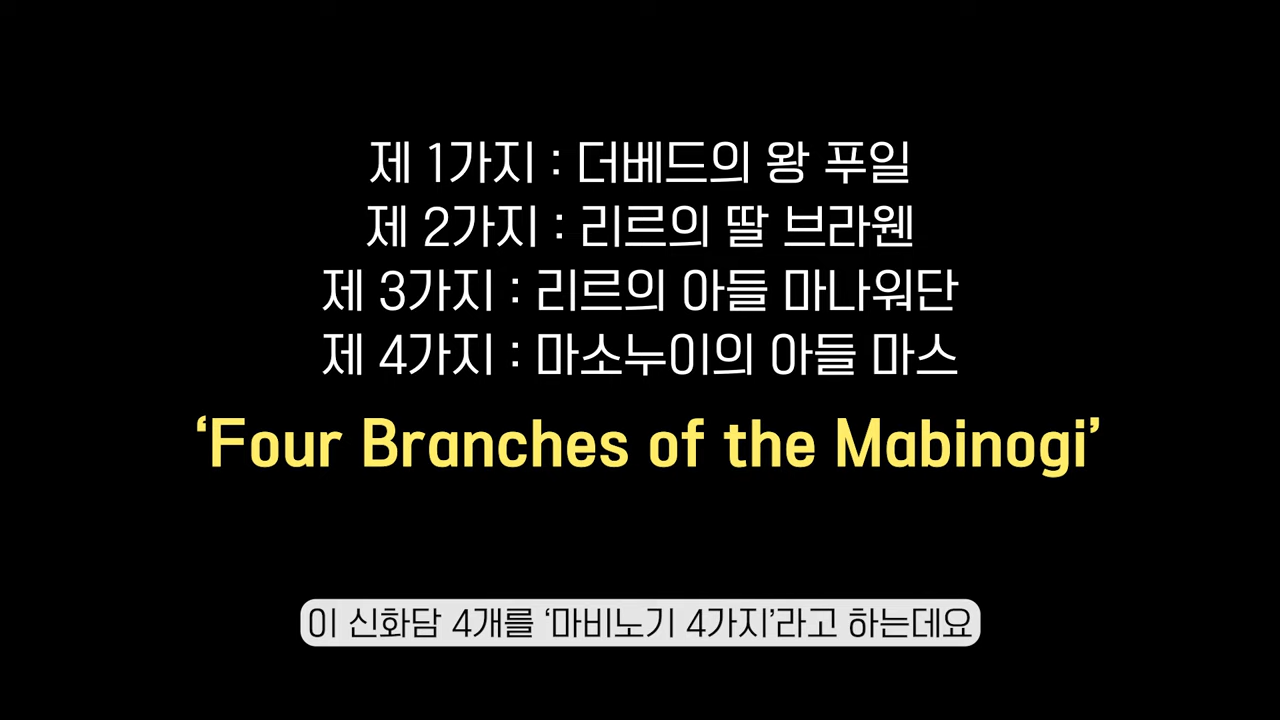 제 1가지 : 더베드의 왕 푸일
제 2가지 : 리르의 딸 브라웬
제 3가지 : 리르의 아들 마나워단
제 4가지 : 마소누이의 아들 마스
‘Four Branches of the Mabinogi’
이 신화담 4개를 ‘마비노기 4가지’라고 하는데요